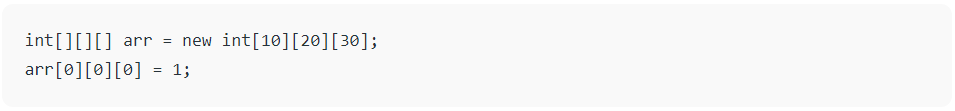 int[][][] arr = new int[10][20][30];
arr[0][0][0] = 1;